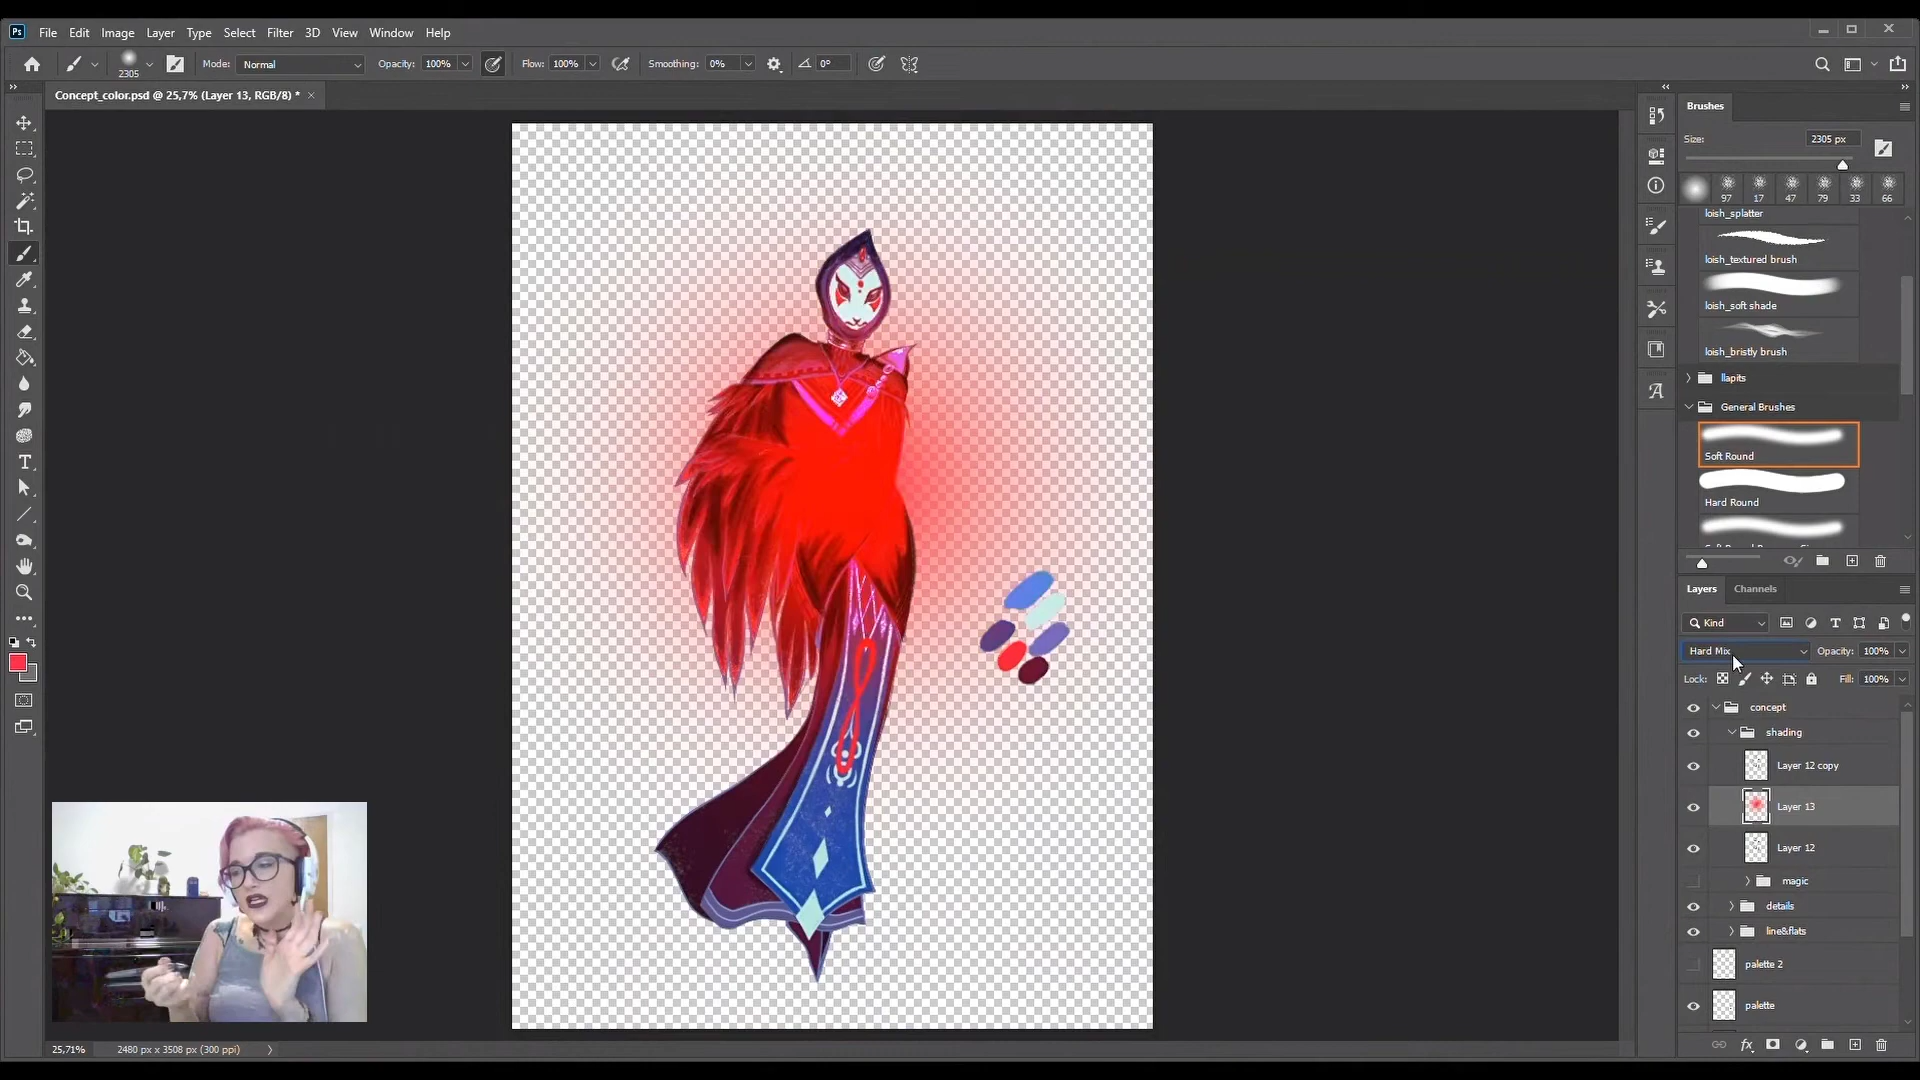 Ps File Edit Image Layer Type Select Filter 3D View Window Help
2305 Mode: Normal Opacity: 100% Flow: 100% Smoothing: 0% 0°
Concept_color.psd @ 25,7% (Layer 13, RGB/8) *
Brushes
Size: 2305 px
97 17 47 79 33 66
loish_splatter
loish_textured brush
loish_soft shade
loish_bristly brush
llapits
General Brushes
Soft Round
Hard Round
Layers Channels
Kind
Hard Mix Opacity: 100%
Lock: Fill: 100%
concept
shading
Layer 12 copy
Layer 13
Layer 12
magic
details
line&flats
palette 2
palette
fx
25,71% 2480 px x 3508 px (300 ppi)